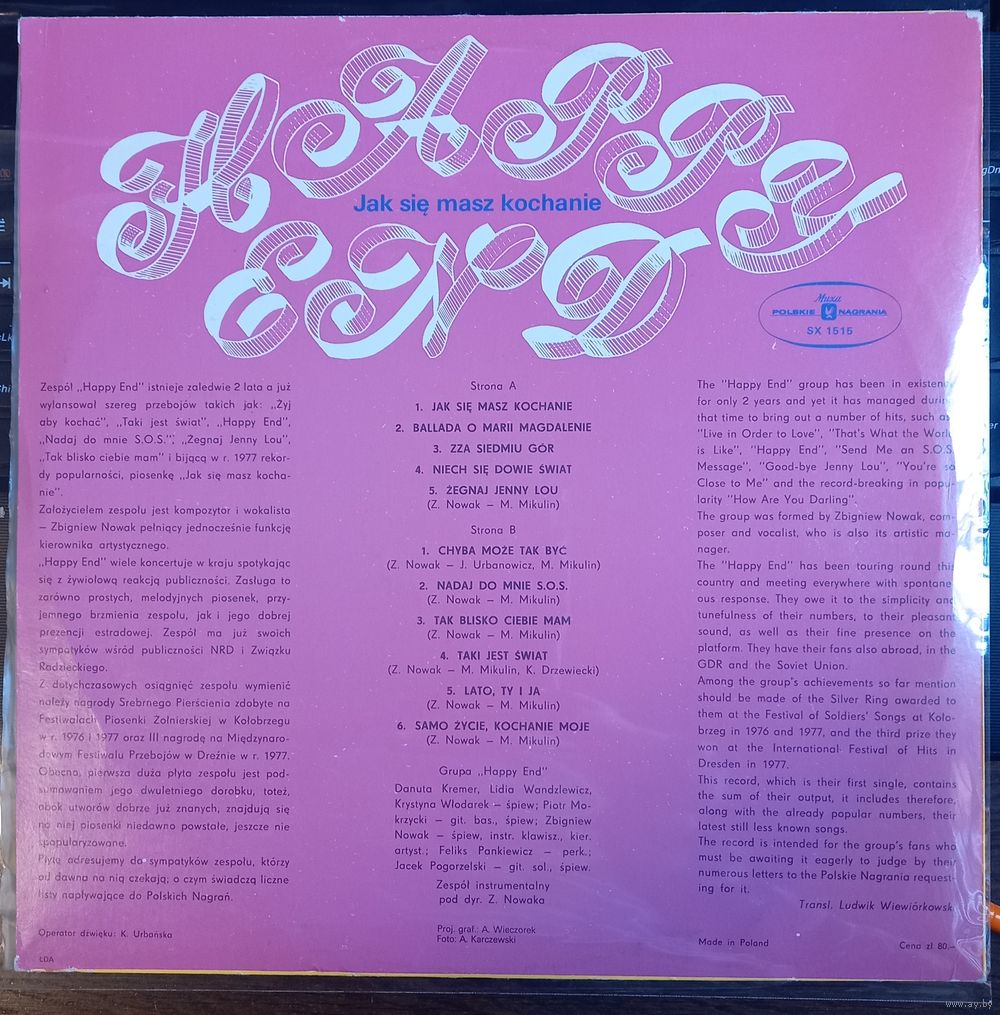 HAPPY
Jak się masz kochanie
END
Muza
POLSKIE NAGRANIA
SX 1515
Zespół „Happy End" istnieje zaledwie 2 lata a już
wylansował szereg przebojów takich jak: „Żyj
aby kochać", „Taki jest świat", „Happy End",
„Nadaj do mnie S.O.S.", „Żegnaj Jenny Lou",
„Tak blisko ciebie mam" i bijącą w r. 1977 rekor-
dy popularności, piosenkę „Jak się masz kocha-
nie".
Założycielem zespołu jest kompozytor i wokalista
– Zbigniew Nowak pełniący jednocześnie funkcję
kierownika artystycznego.
„Happy End" wiele koncertuje w kraju spotykając
się z żywiołową reakcją publiczności. Zasługa to
zarówno prostych, melodyjnych piosenek, przy-
jemnego brzmienia zespołu, jak i jego dobrej
prezencji estradowej. Zespół ma już swoich
sympatyków wśród publiczności NRD i Związku
Radzieckiego.
Z dotychczasowych osiągnięć zespołu wymienić
należy nagrody Srebrnego Pierścienia zdobyte na
Festiwalach Piosenki Żołnierskiej w Kołobrzegu
w r. 1976 i 1977 oraz III nagrodę na Międzynaro-
dowym Festiwalu Przebojów w Dreźnie w r. 1977.
Obecna, pierwsza duża płyta zespołu jest pod-
sumowaniem jego dwuletniego dorobku, toteż,
obok utworów dobrze już znanych, znajdują się
na niej piosenki niedawno powstałe, jeszcze nie
spopularyzowane.
Płytę adresujemy do sympatyków zespołu, którzy
od dawna na nią czekają; o czym świadczą liczne
listy napływające do Polskich Nagrań.
Operator dźwięku: K. Urbańska
ŁDA
Strona A
1. JAK SIĘ MASZ KOCHANIE
2. BALLADA O MARII MAGDALENIE
3. ZZA SIEDMIU GÓR
4. NIECH SIĘ DOWIE ŚWIAT
5. ŻEGNAJ JENNY LOU
(Z. Nowak – M. Mikulin)
Strona B
1. CHYBA MOŻE TAK BYĆ
(Z. Nowak – J. Urbanowicz, M. Mikulin)
2. NADAJ DO MNIE S.O.S.
(Z. Nowak – M. Mikulin)
3. TAK BLISKO CIEBIE MAM
(Z. Nowak – M. Mikulin)
4. TAKI JEST ŚWIAT
(Z. Nowak – M. Mikulin, K. Drzewiecki)
5. LATO, TY I JA
(Z. Nowak – M. Mikulin)
6. SAMO ŻYCIE, KOCHANIE MOJE
(Z. Nowak – M. Mikulin)
Grupa „Happy End"
Danuta Kremer, Lidia Wandzlewicz,
Krystyna Włodarek – śpiew; Piotr Mo-
krzycki – git. bas., śpiew; Zbigniew
Nowak – śpiew, instr. klawisz., kier.
artyst.; Feliks Pankiewicz – perk.;
Jacek Pogorzelski – git. sol., śpiew.
Zespół instrumentalny
pod dyr. Z. Nowaka
Proj. graf.: A. Wieczorek
Foto: A. Karczewski
The "Happy End" group has been in existence
for only 2 years and yet it has managed during
that time to bring out a number of hits, such as
"Live in Order to Love", "That's What the World
is Like", "Happy End", "Send Me an S.O.S.
Message", "Good-bye Jenny Lou", "You're so
Close to Me" and the record-breaking in popu-
larity "How Are You Darling".
The group was formed by Zbigniew Nowak, com-
poser and vocalist, who is also its artistic ma-
nager.
The "Happy End" has been touring round this
country and meeting everywhere with spontane-
ous response. They owe it to the simplicity and
tunefulness of their numbers, to their pleasant
sound, as well as their fine presence on the
platform. They have their fans also abroad, in the
GDR and the Soviet Union.
Among the group's achievements so far mention
should be made of the Silver Ring awarded to
them at the Festival of Soldiers' Songs at Kolo-
brzeg in 1976 and 1977, and the third prize they
won at the International Festival of Hits in
Dresden in 1977.
This record, which is their first single, contains
the sum of their output, it includes therefore,
along with the already popular numbers, their
latest still less known songs.
The record is intended for the group's fans who
must be awaiting it eagerly to judge by their
numerous letters to the Polskie Nagrania request-
ing for it.
Transl. Ludwik Wiewiórkowski
Made in Poland
Cena zł 80,–
www.ay.by